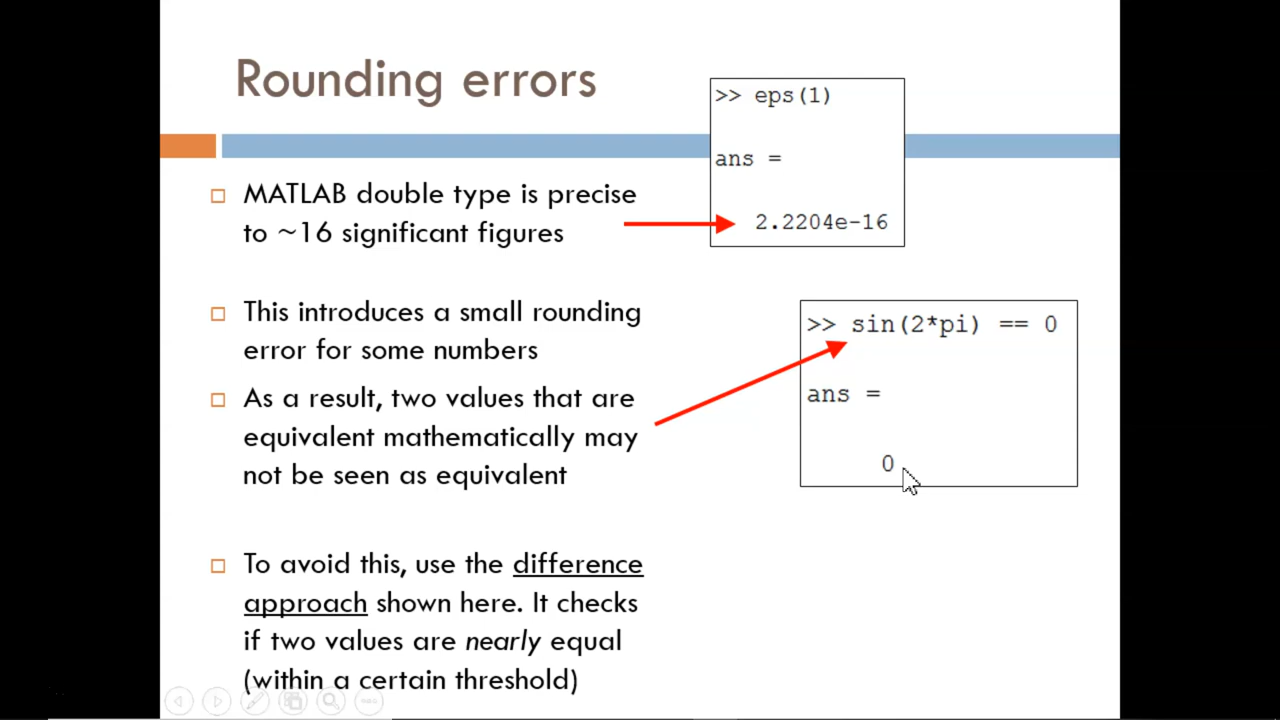 Rounding errors
>> eps(1)
ans =
2.2204e-16
MATLAB double type is precise
to ~16 significant figures
This introduces a small rounding
error for some numbers
As a result, two values that are
equivalent mathematically may
not be seen as equivalent
>> sin(2*pi) == 0
ans =
0
To avoid this, use the difference
approach shown here. It checks
if two values are nearly equal
(within a certain threshold)